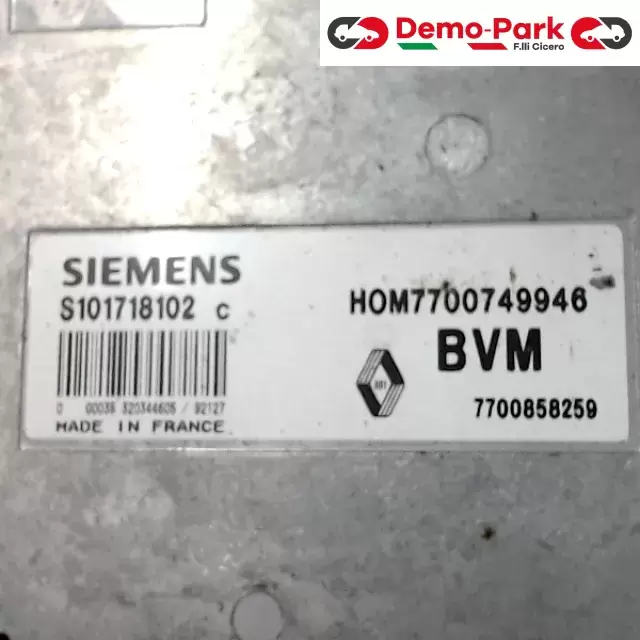 Demo-Park
F.lli Cicero
SIEMENS
S101718102 C
HOM7700749946
BVM
0 00035 320344605 / 92127
7700858259
MADE IN FRANCE